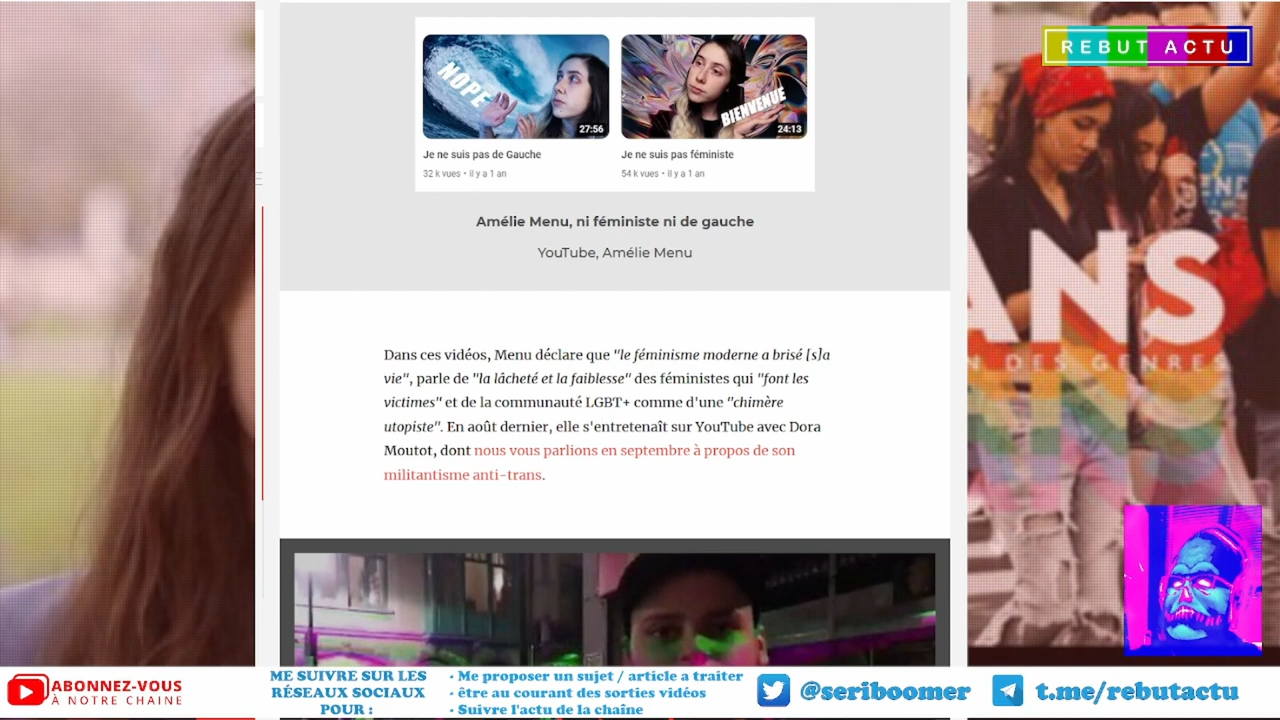 REBUT ACTU
NOPE
27:56
BIENVENUE
24:13
Je ne suis pas de Gauche
Je ne suis pas féministe
32 k vues • il y a 1 an
54 k vues • il y a 1 an
Amélie Menu, ni féministe ni de gauche
YouTube, Amélie Menu
Dans ces vidéos, Menu déclare que "le féminisme moderne a brisé [s]a
vie", parle de "la lâcheté et la faiblesse" des féministes qui "font les
victimes" et de la communauté LGBT+ comme d'une "chimère
utopiste". En août dernier, elle s'entretenaît sur YouTube avec Dora
Moutot, dont nous vous parlions en septembre à propos de son
militantisme anti-trans.
ANS
N DES GENRES
ABONNEZ-VOUS
À NOTRE CHAINE
ME SUIVRE SUR LES
RÉSEAUX SOCIAUX
POUR :
• Me proposer un sujet / article a traiter
• être au courant des sorties vidéos
• Suivre l'actu de la chaîne
@seriboomer
t.me/rebutactu